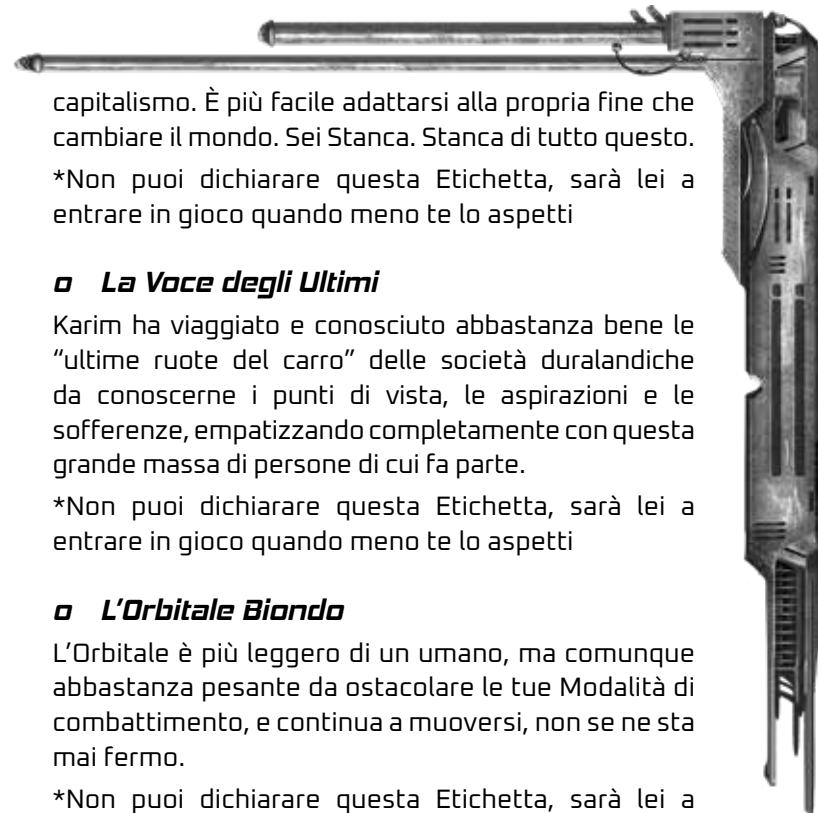 capitalismo. È più facile adattarsi alla propria fine che
cambiare il mondo. Sei Stanca. Stanca di tutto questo.
*Non puoi dichiarare questa Etichetta, sarà lei a
entrare in gioco quando meno te lo aspetti
o La Voce degli Ultimi
Karim ha viaggiato e conosciuto abbastanza bene le
“ultime ruote del carro” delle società duralandiche
da conoscerne i punti di vista, le aspirazioni e le
sofferenze, empatizzando completamente con questa
grande massa di persone di cui fa parte.
*Non puoi dichiarare questa Etichetta, sarà lei a
entrare in gioco quando meno te lo aspetti
o L’Orbitale Biondo
L’Orbitale è più leggero di un umano, ma comunque
abbastanza pesante da ostacolare le tue Modalità di
combattimento, e continua a muoversi, non se ne sta
mai fermo.
*Non puoi dichiarare questa Etichetta, sarà lei a